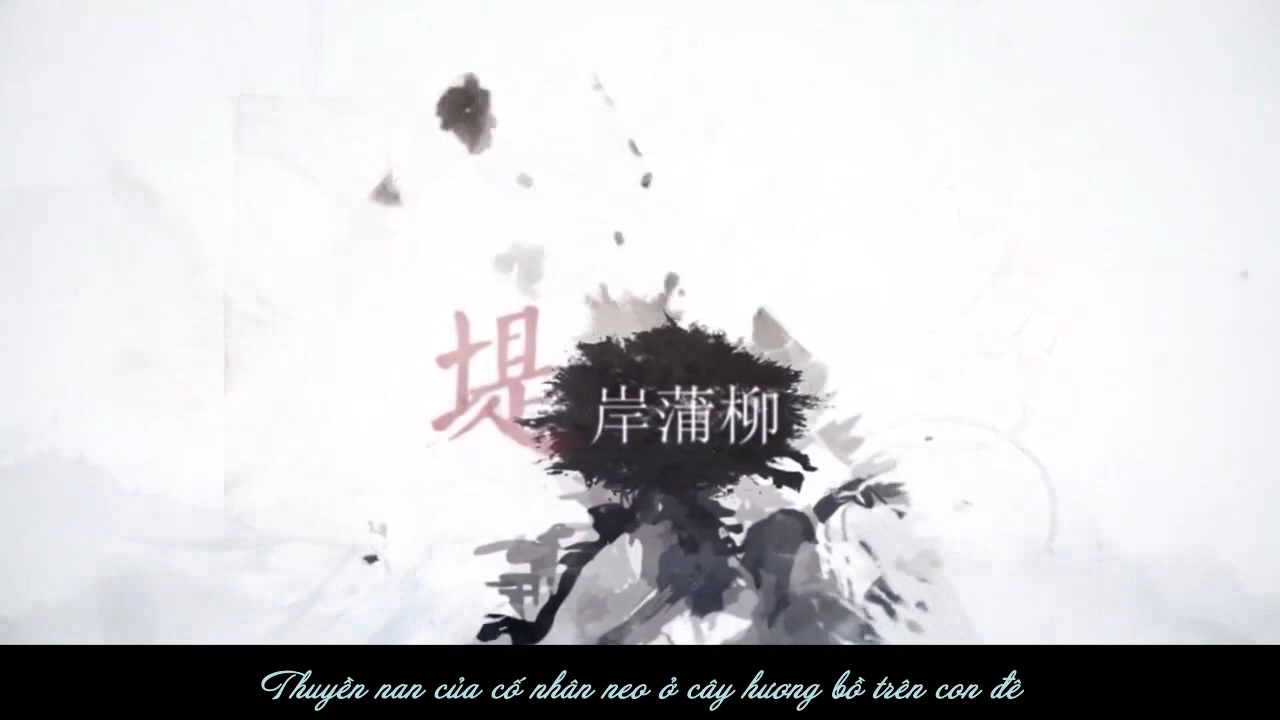 堤岸蒲柳
Thuyền nan của cố nhân neo ở cây hương bồ trên con đê